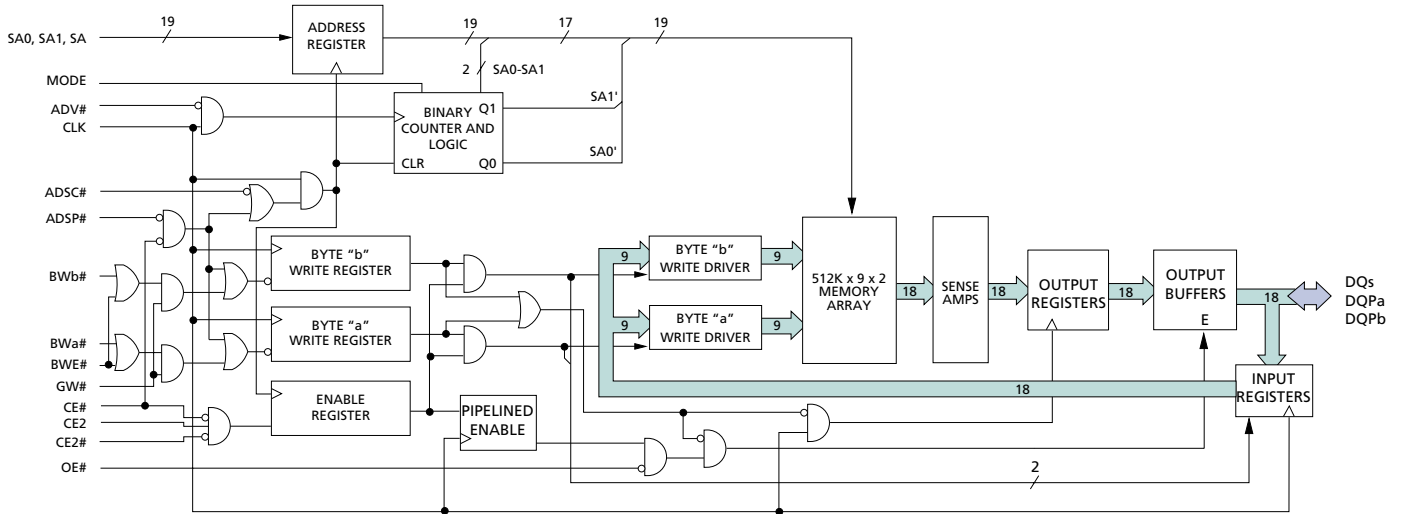 SA0, SA1, SA
19
ADDRESS
REGISTER
19
17
19
2
SA0-SA1
MODE
ADV#
CLK
BINARY
COUNTER AND
LOGIC
Q1
CLR
Q0
SA1'
SA0'
ADSC#
ADSP#
BYTE “b”
WRITE REGISTER
BWb#
BYTE “a”
WRITE REGISTER
BWa#
BWE#
GW#
CE#
CE2
CE2#
OE#
ENABLE
REGISTER
PIPELINED
ENABLE
9
BYTE “b”
WRITE DRIVER
9
9
BYTE “a”
WRITE DRIVER
9
512K x 9 x 2
MEMORY
ARRAY
18
SENSE
AMPS
18
OUTPUT
REGISTERS
18
OUTPUT
BUFFERS
E
18
DQs
DQPa
DQPb
18
INPUT
REGISTERS
2